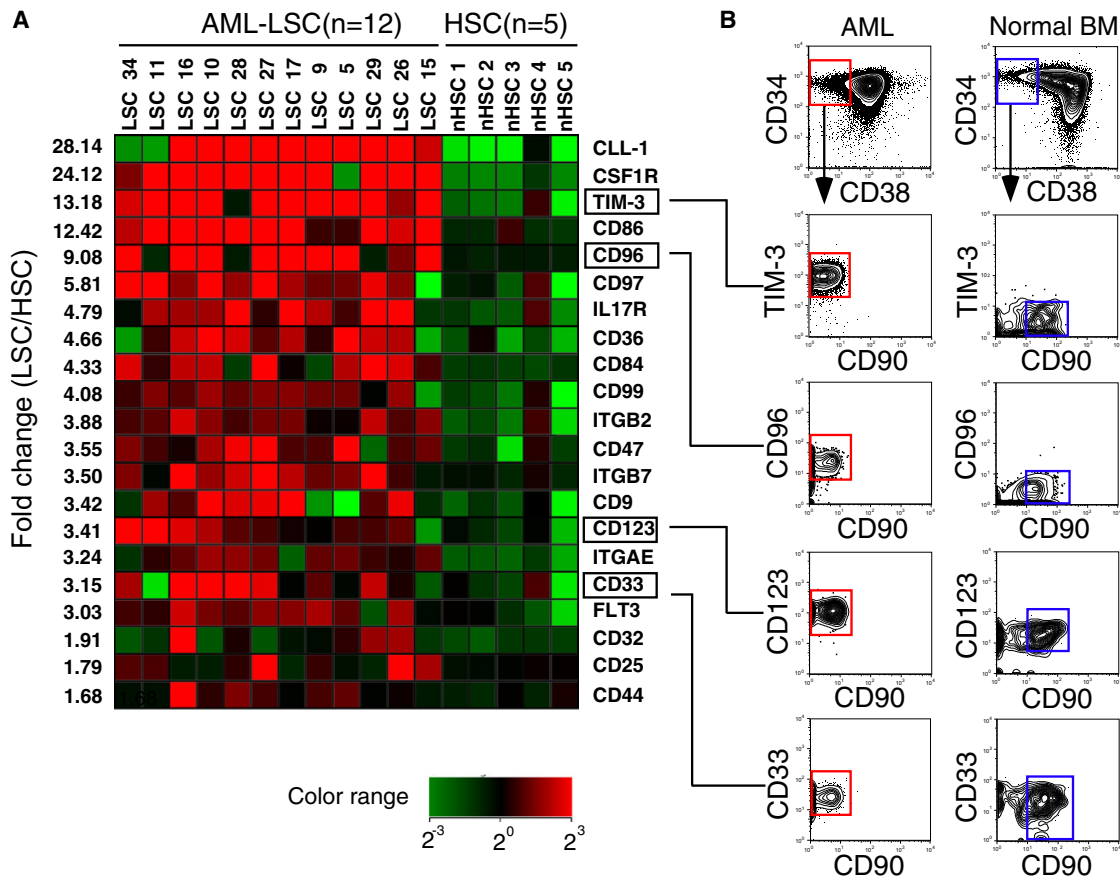 A
AML-LSC(n=12) HSC(n=5)
LSC 34
LSC 11
LSC 16
LSC 10
LSC 28
LSC 27
LSC 17
LSC 9
LSC 5
LSC 29
LSC 26
LSC 15
nHSC 1
nHSC 2
nHSC 3
nHSC 4
nHSC 5
Fold change (LSC/HSC)
28.14 CLL-1
24.12 CSF1R
13.18 TIM-3
12.42 CD86
9.08 CD96
5.81 CD97
4.79 IL17R
4.66 CD36
4.33 CD84
4.08 CD99
3.88 ITGB2
3.55 CD47
3.50 ITGB7
3.42 CD9
3.41 CD123
3.24 ITGAE
3.15 CD33
3.03 FLT3
1.91 CD32
1.79 CD25
1.68 1.68 CD44
Color range
2^-3 2^0 2^3
B
AML Normal BM
CD34 CD34
CD38 CD38
TIM-3 TIM-3
CD90 CD90
CD96 CD96
CD90 CD90
CD123 CD123
CD90 CD90
CD33 CD33
CD90 CD90